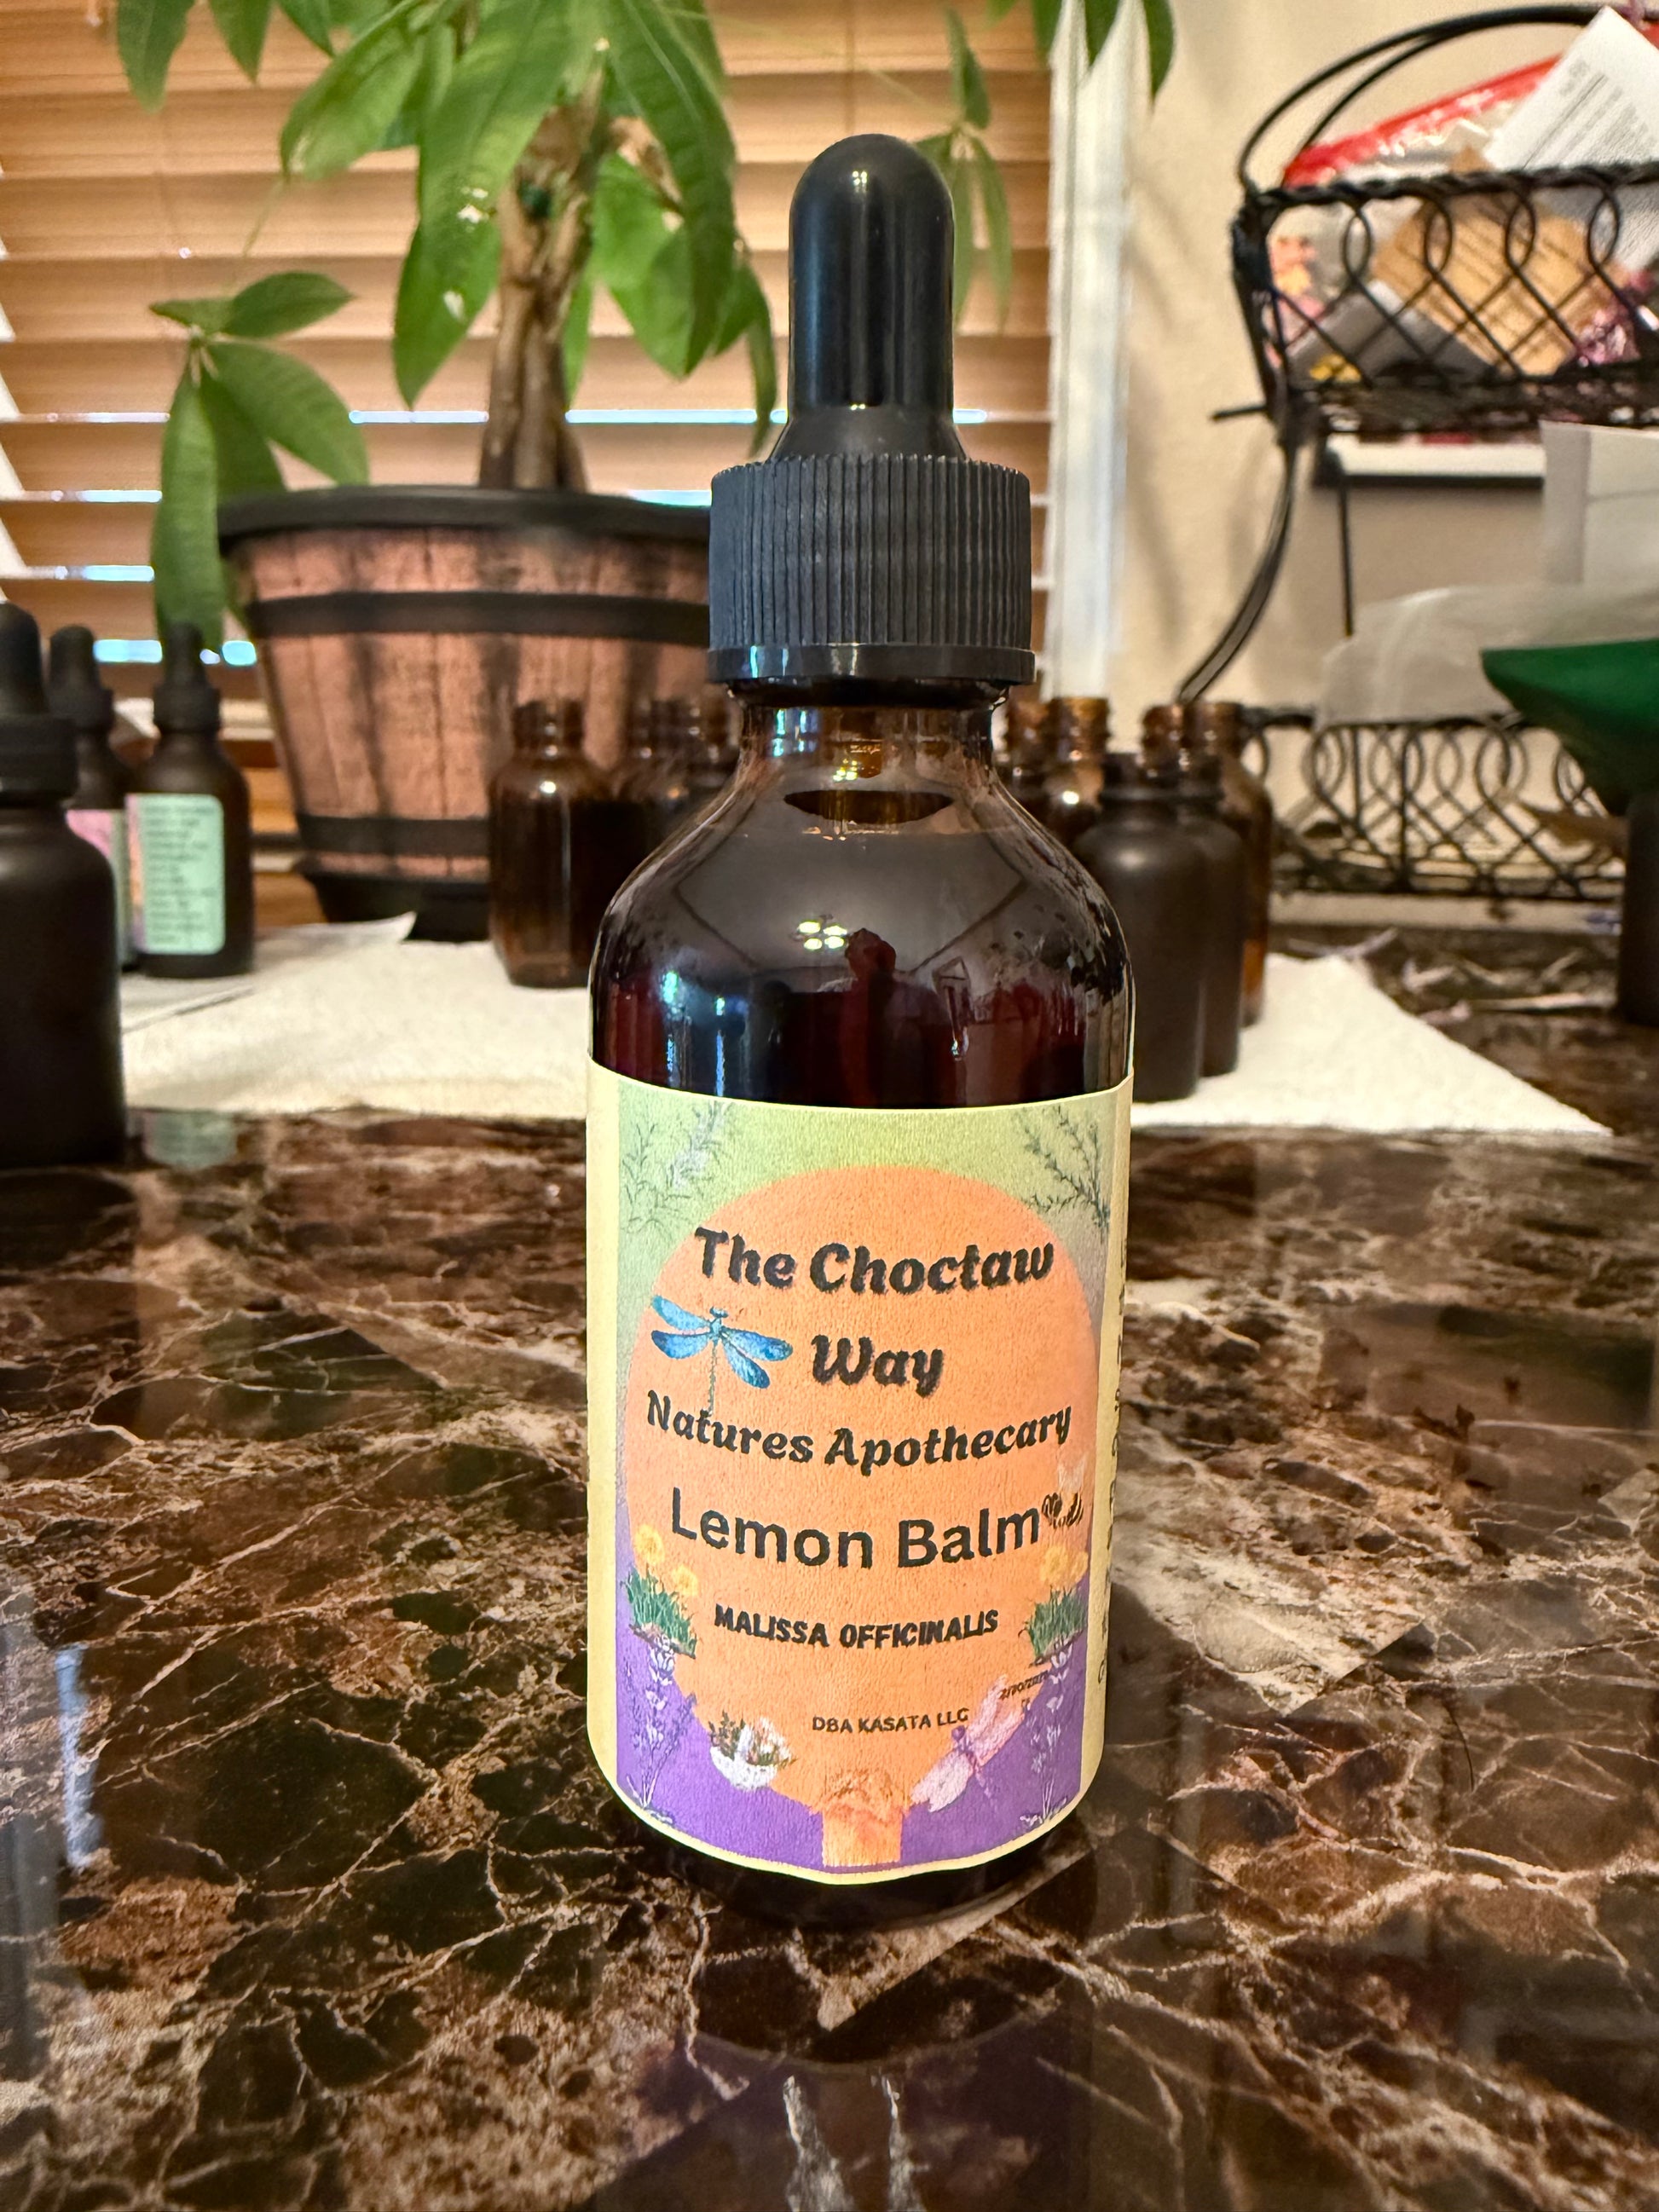 The Choctaw
Way
Natures Apothecary
Lemon Balm
MALISSA OFFICINALIS
DBA KASATA LLC